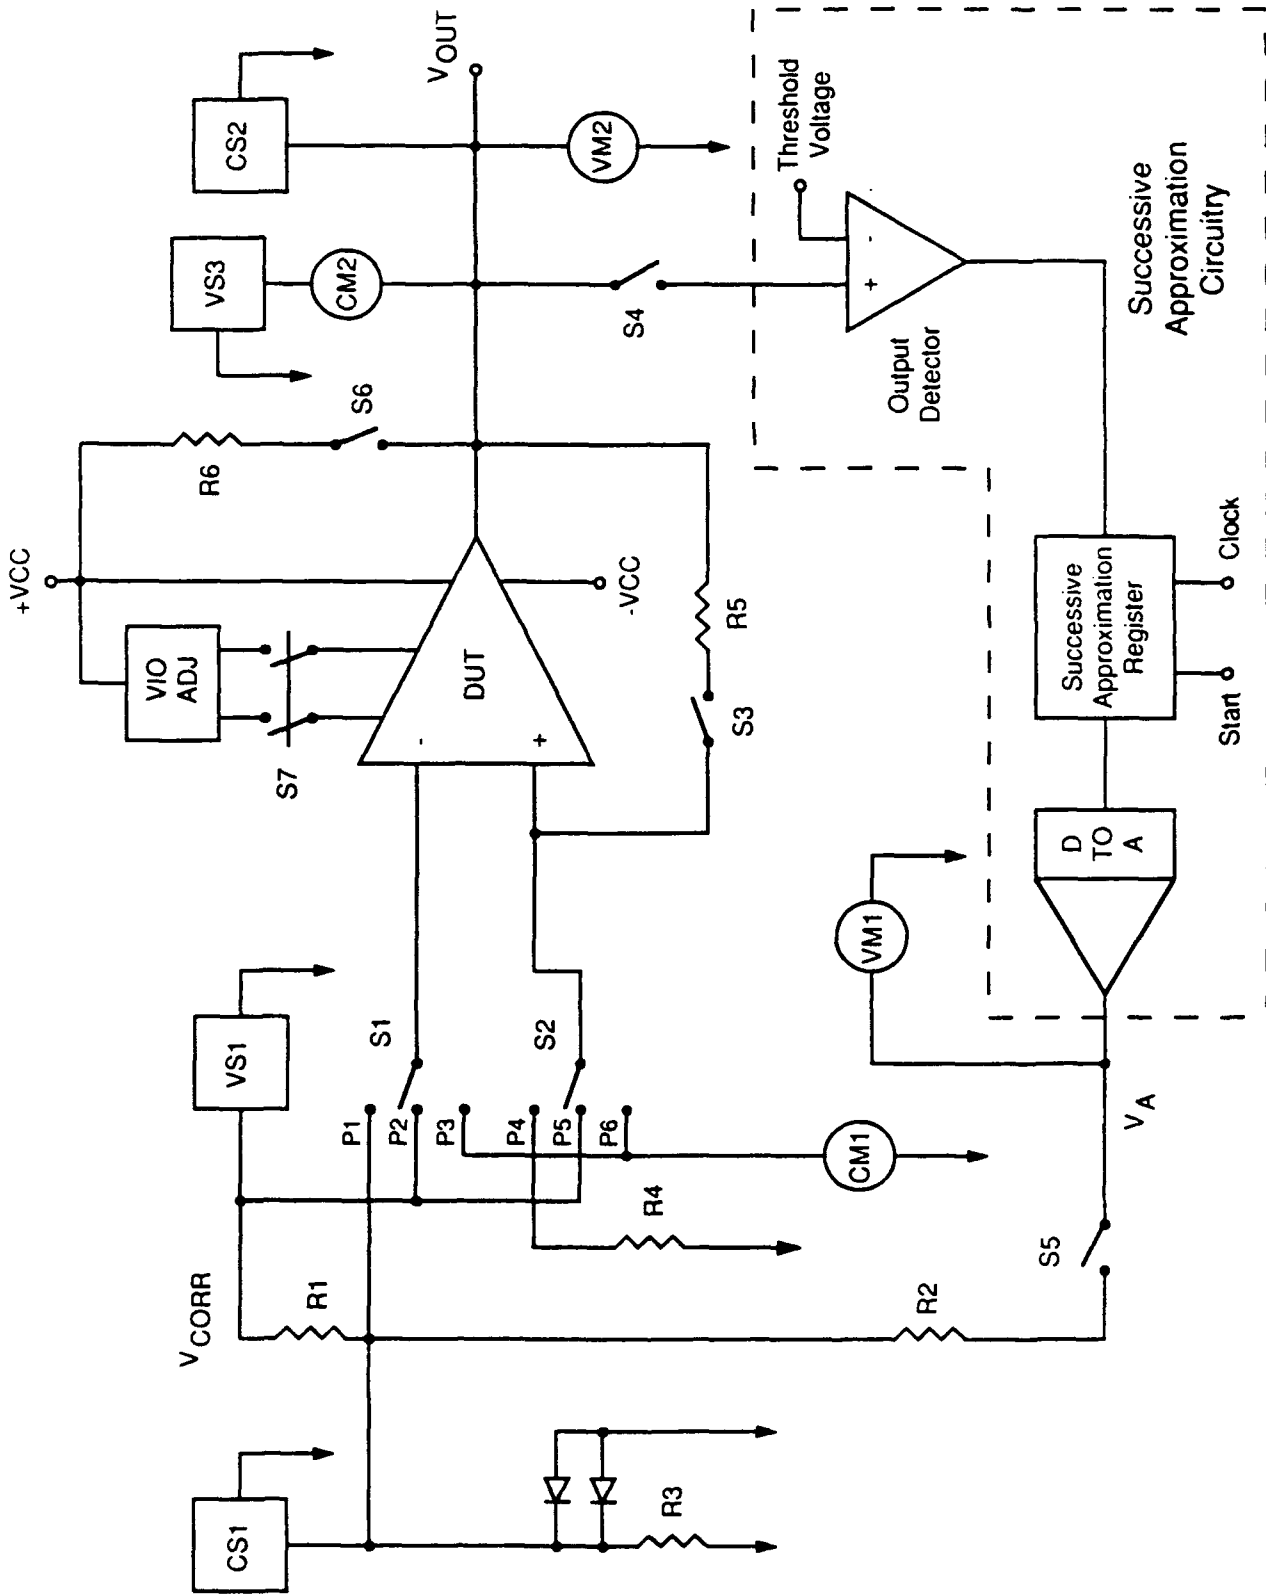 CS2
VOUT
VS3
CM2
VM2
S4
Threshold
Voltage
+
-
Output
Detector
Successive
Approximation
Circuitry
S6
R6
+VCC
-VCC
VIO
ADJ
S7
DUT
-
+
R5
S3
Successive
Approximation
Register
Clock
Start
D
TO
A
VM1
VA
VS1
S1
S2
P1
P2
P3
P4
P5
P6
CM1
R4
S5
VCORR
R1
R2
CS1
R3